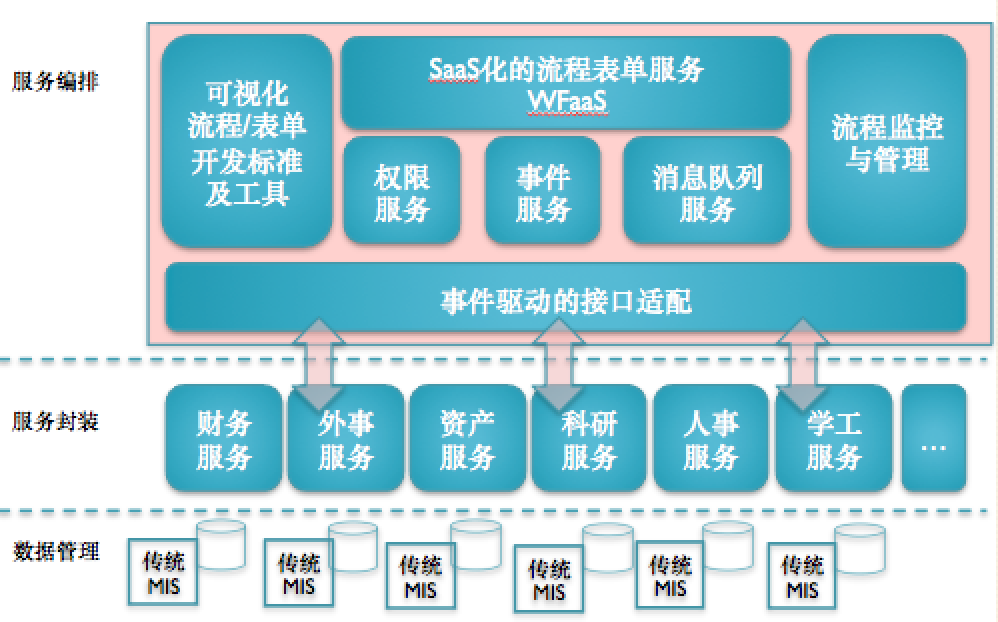 服务编排
可视化
流程/表单
开发标准
及工具
SaaS化的流程表单服务
WFaaS
权限
服务
事件
服务
消息队列
服务
流程监控
与管理
事件驱动的接口适配
服务封装
财务
服务
外事
服务
资产
服务
科研
服务
人事
服务
学工
服务
...
数据管理
传统
MIS
传统
MIS
传统
MIS
传统
MIS
传统
MIS
传统
MIS